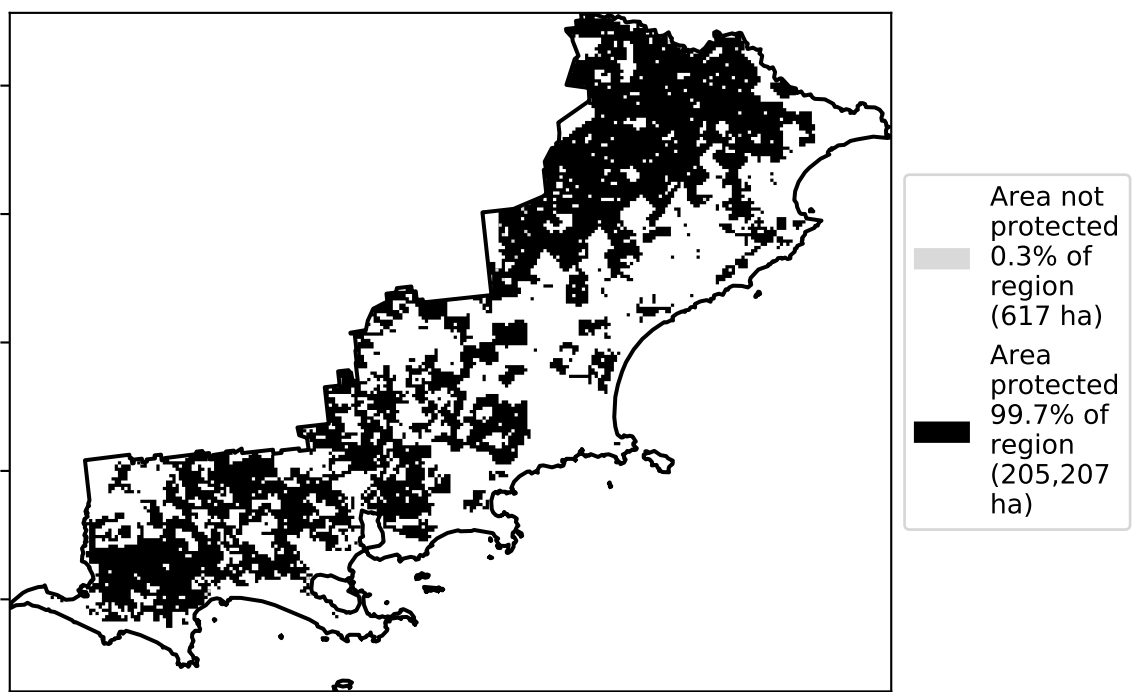 Area not
protected
0.3% of
region
(617 ha)
Area
protected
99.7% of
region
(205,207
ha)